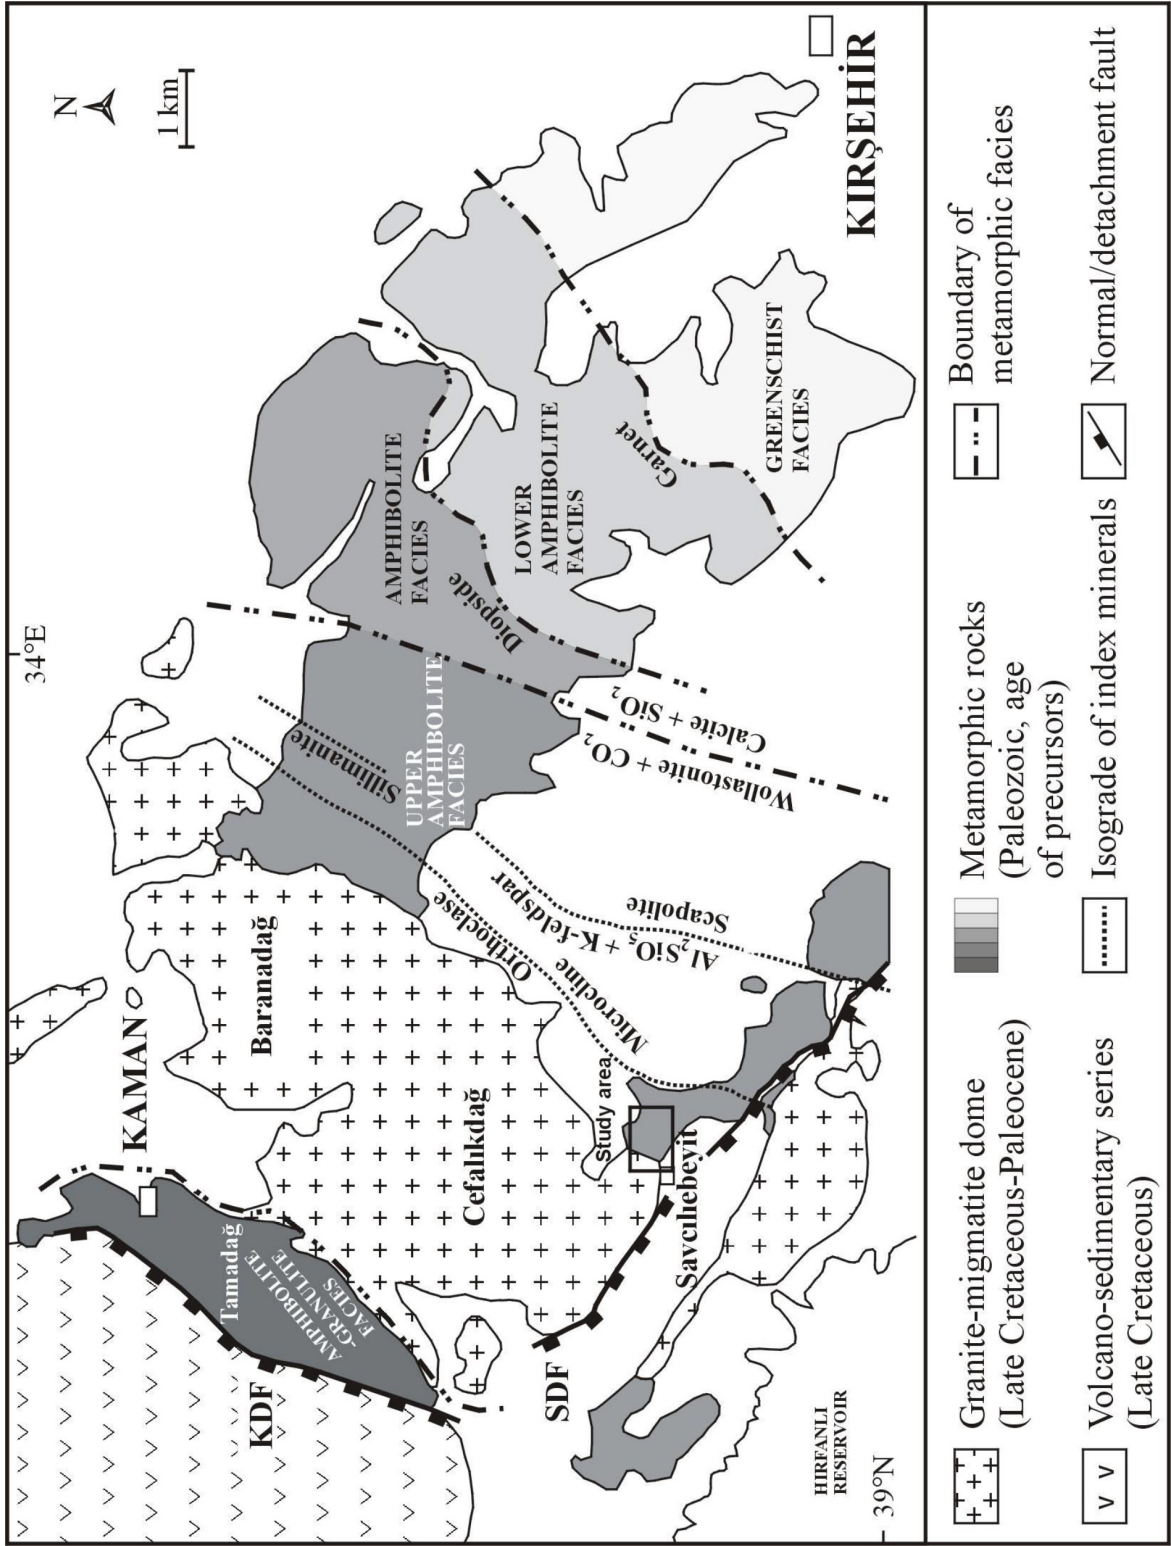 N
1 km
34°E
39°N
KIRŞEHİR
KAMAN
Baranadağ
Cefalıkdağ
Tamadağ
AMPHIBOLITE
-GRANULITE
FACIES
KDF
SDF
Savcılıebeyit
Study area
HIRFANLI
RESERVOIR
UPPER
AMPHIBOLITE
FACIES
AMPHIBOLITE
FACIES
LOWER
AMPHIBOLITE
FACIES
GREENSCHIST
FACIES
Sillimanite
Diopside
Garnet
Orthoclase
Microcline
Al2SiO5 + K-feldspar
Scapolite
Wollastonite + CO2
Calcite + SiO2
Granite-migmatite dome
(Late Cretaceous-Paleocene)
Metamorphic rocks
(Paleozoic, age
of precursors)
Boundary of
metamorphic facies
Volcano-sedimentary series
(Late Cretaceous)
Isograde of index minerals
Normal/detachment fault